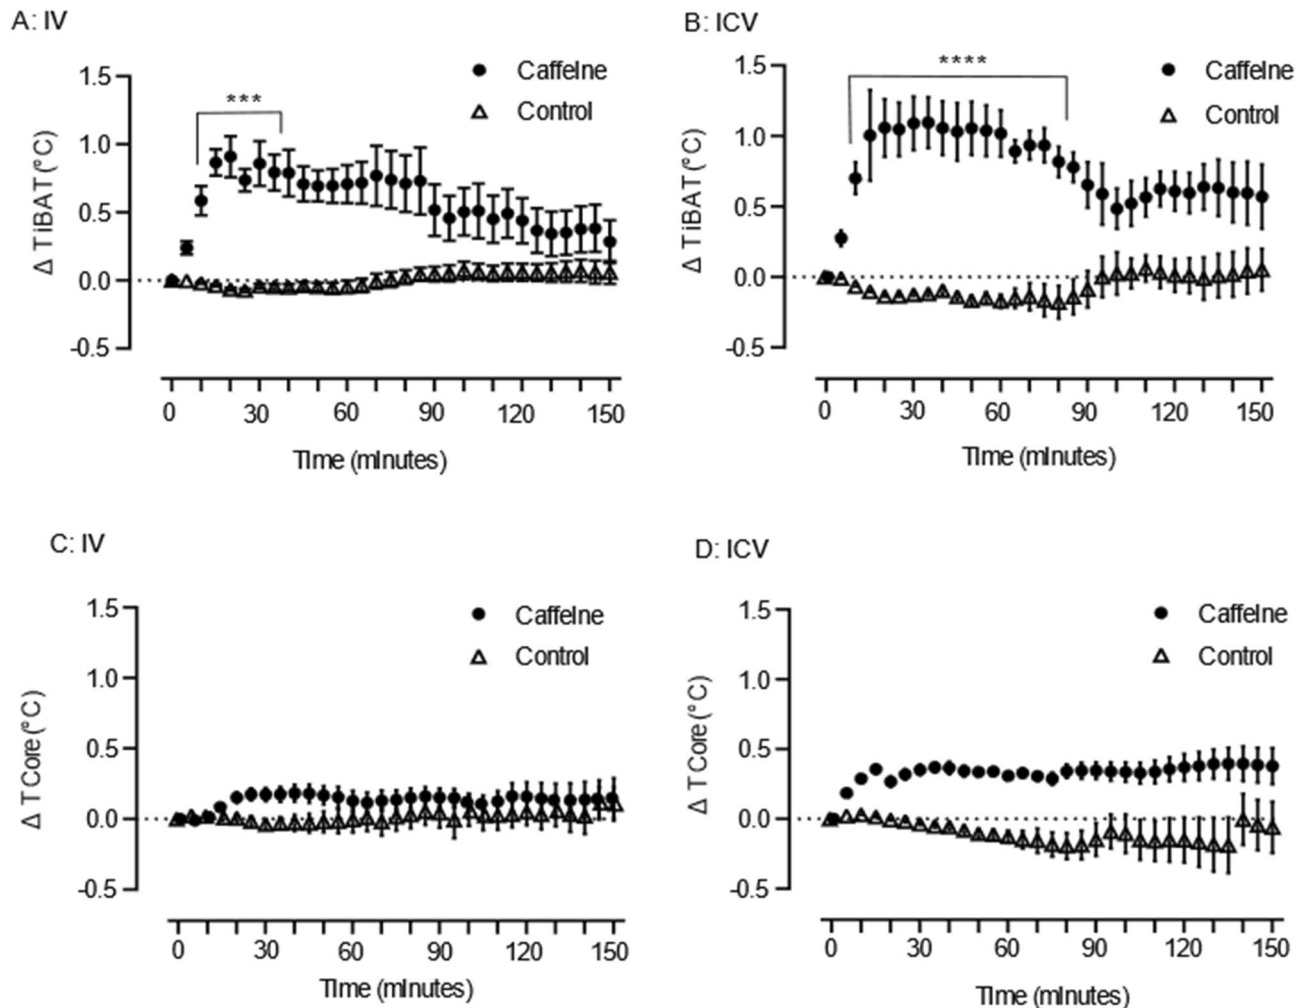 A: IV
1.5
1.0
0.5
0.0
-0.5
Δ TiBAT (°C)
***
Caffeine
Control
0 30 60 90 120 150
Time (minutes)
B: ICV
1.5
1.0
0.5
0.0
-0.5
Δ TiBAT (°C)
****
Caffeine
Control
0 30 60 90 120 150
Time (minutes)
C: IV
1.5
1.0
0.5
0.0
-0.5
Δ TCore (°C)
Caffeine
Control
0 30 60 90 120 150
Time (minutes)
D: ICV
1.5
1.0
0.5
0.0
-0.5
Δ TCore (°C)
Caffeine
Control
0 30 60 90 120 150
Time (minutes)